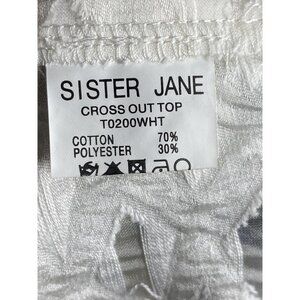 SISTER JANE
CROSS OUT TOP
T0200WHT
COTTON 70%
POLYESTER 30%